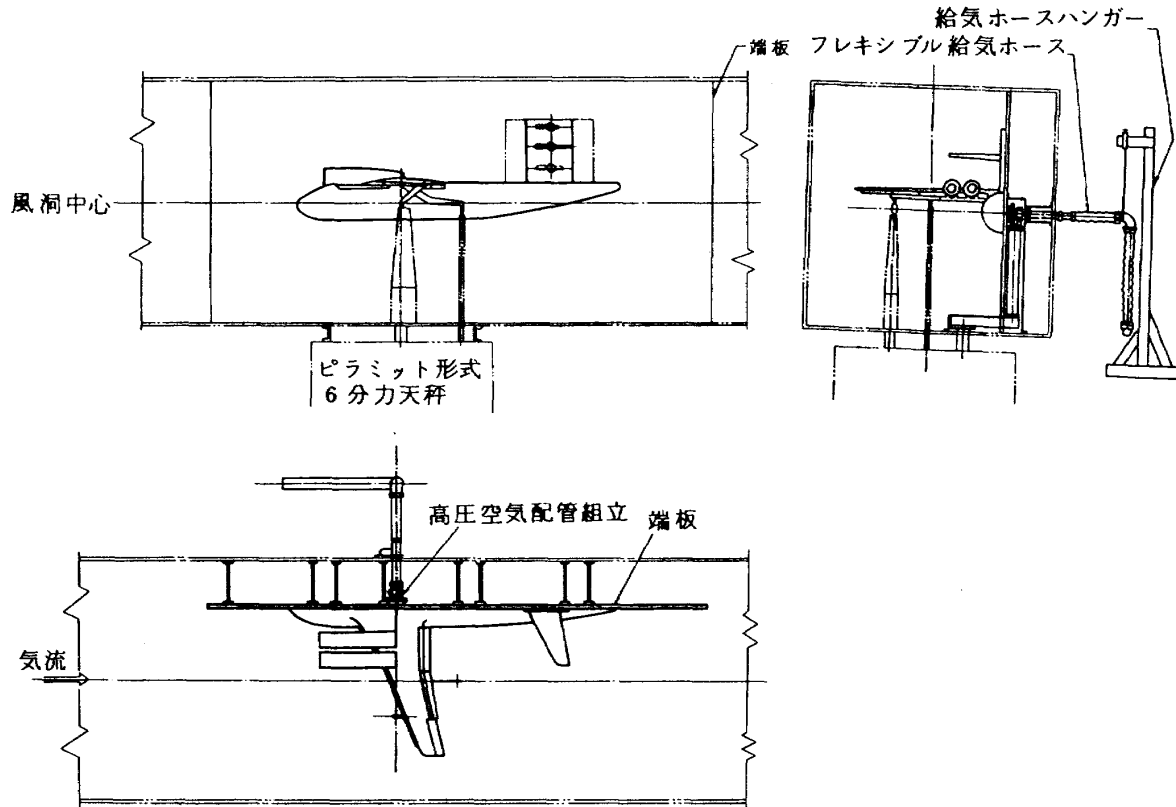 給気ホースハンガー
端板 フレキシブル給気ホース
風洞中心
ピラミット形式
6分力天秤
高圧空気配管組立
端板
気流